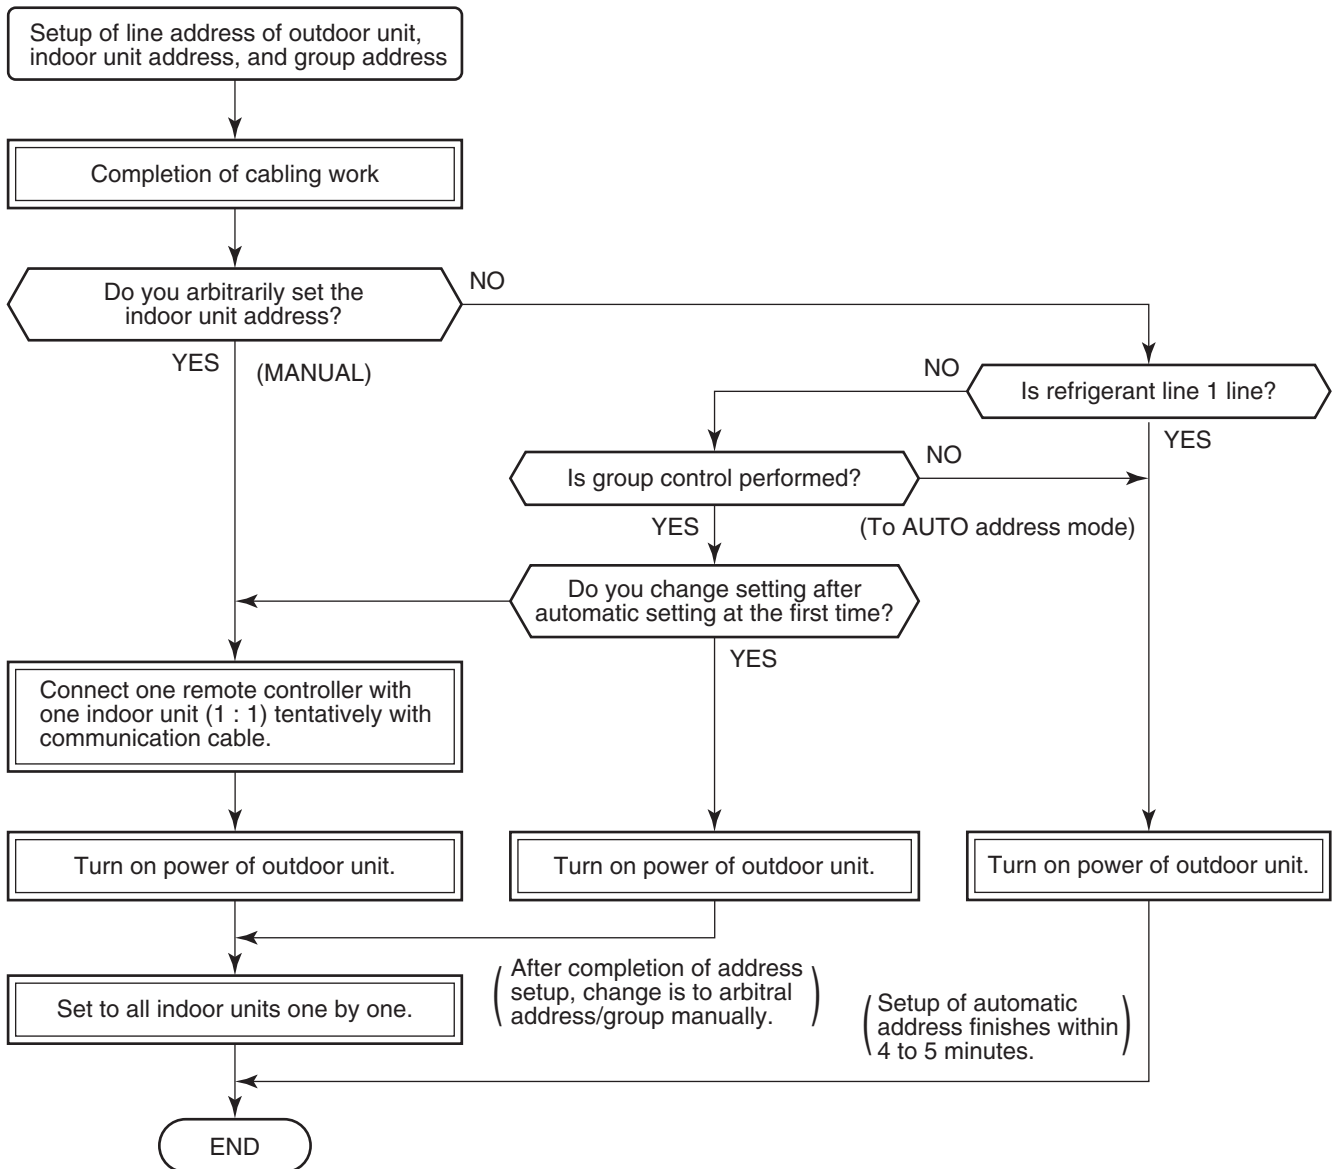 Setup of line address of outdoor unit,
indoor unit address, and group address
Completion of cabling work
Do you arbitrarily set the
indoor unit address?
NO
YES
(MANUAL)
NO
Is refrigerant line 1 line?
YES
Is group control performed?
NO
YES
(To AUTO address mode)
Do you change setting after
automatic setting at the first time?
YES
Connect one remote controller with
one indoor unit (1 : 1) tentatively with
communication cable.
Turn on power of outdoor unit.
Turn on power of outdoor unit.
Turn on power of outdoor unit.
Set to all indoor units one by one.
(After completion of address
setup, change is to arbitral
address/group manually.)
(Setup of automatic
address finishes within
4 to 5 minutes.)
END